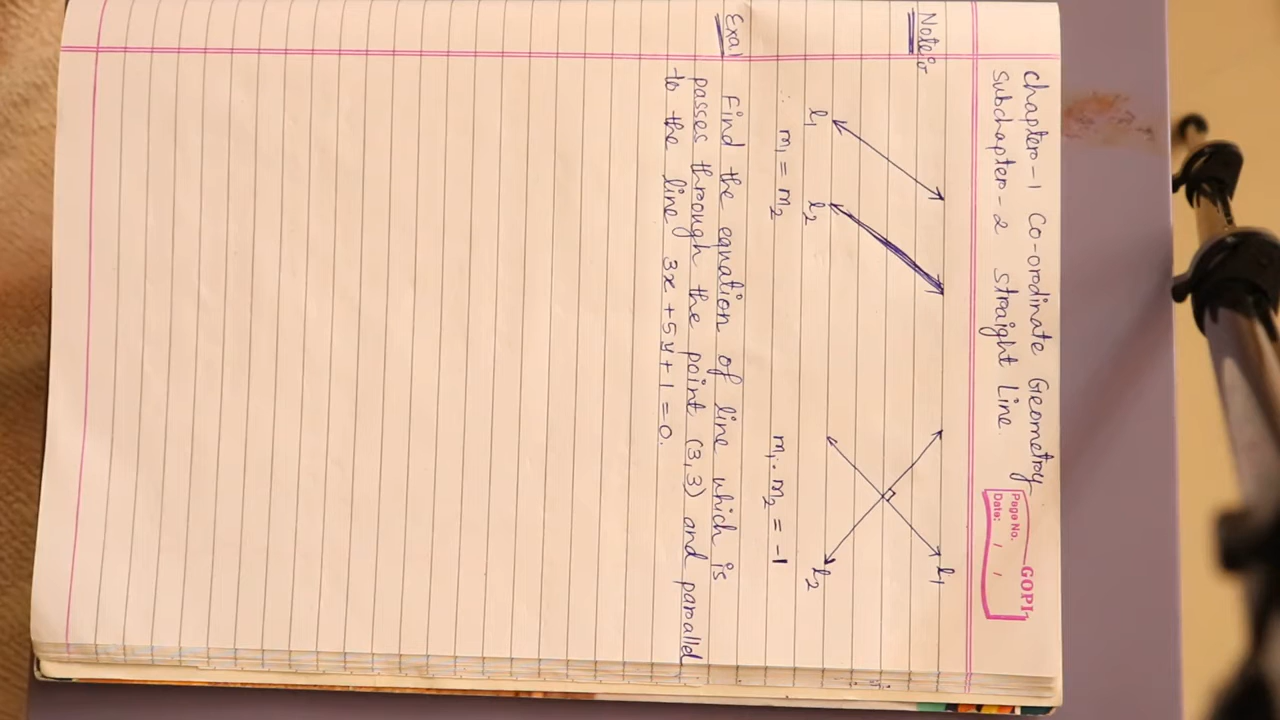 chapter-1 Co-ordinate Geometry
subchapter-2 straight Line.
GOPI
Page No.
Date: / /
Note:-
l1 l2 l1 l2
m1 = m2 m1 . m2 = -1
Exa1 Find the equation of line which is
passes through the point (3,3) and parallel
to the line 3x+5y+1=0.